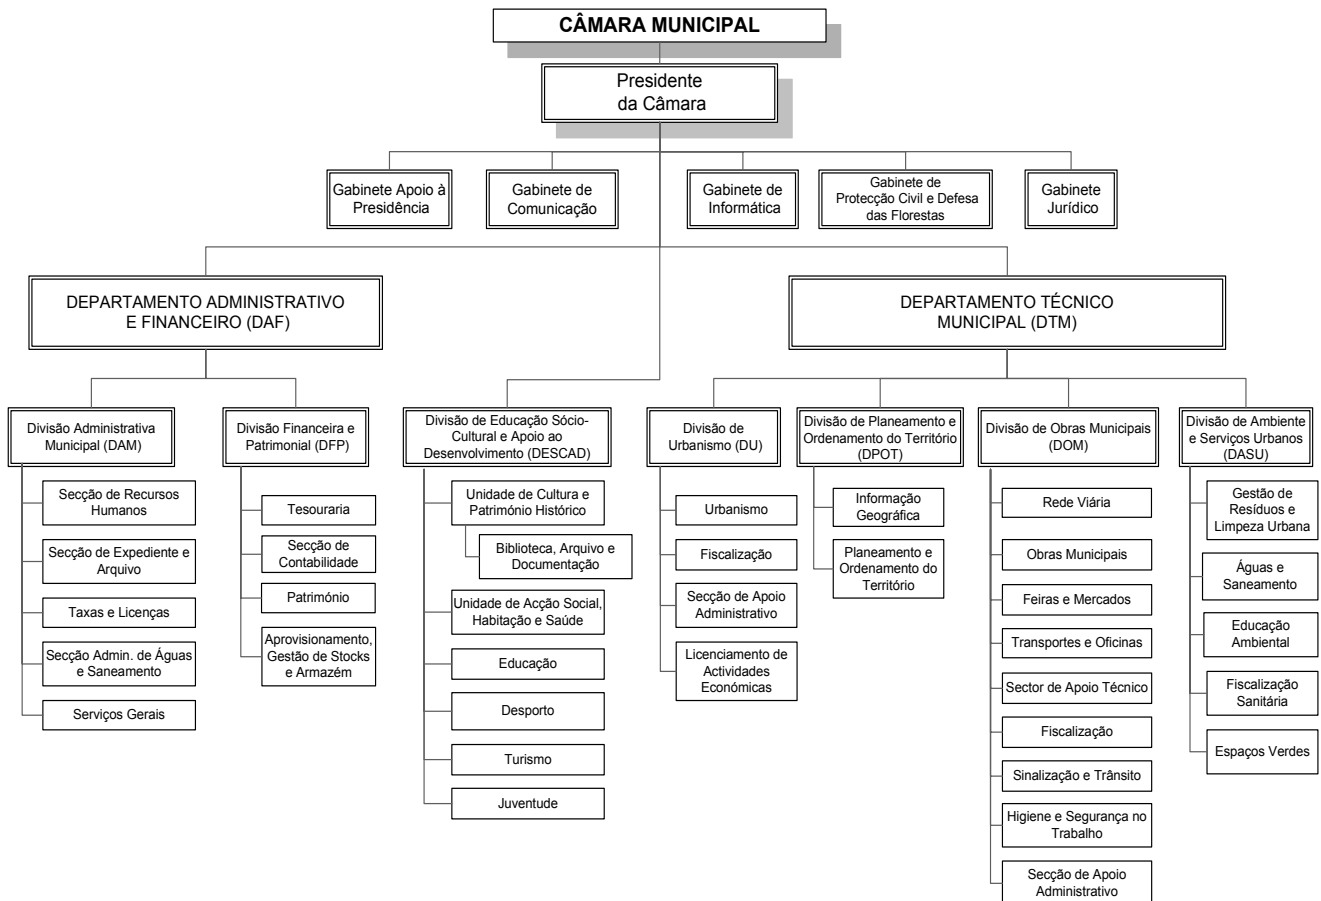 CÂMARA MUNICIPAL
Presidente
da Câmara
Gabinete Apoio à
Presidência
Gabinete de
Comunicação
Gabinete de
Informática
Gabinete de
Protecção Civil e Defesa
das Florestas
Gabinete
Jurídico
DEPARTAMENTO ADMINISTRATIVO
E FINANCEIRO (DAF)
DEPARTAMENTO TÉCNICO
MUNICIPAL (DTM)
Divisão Administrativa
Municipal (DAM)
Secção de Recursos
Humanos
Secção de Expediente e
Arquivo
Taxas e Licenças
Secção Admin. de Águas
e Saneamento
Serviços Gerais
Divisão Financeira e
Patrimonial (DFP)
Tesouraria
Secção de
Contabilidade
Património
Aprovisionamento,
Gestão de Stocks
e Armazém
Divisão de Educação Sócio-
Cultural e Apoio ao
Desenvolvimento (DESCAD)
Unidade de Cultura e
Património Histórico
Biblioteca, Arquivo e
Documentação
Unidade de Acção Social,
Habitação e Saúde
Educação
Desporto
Turismo
Juventude
Divisão de
Urbanismo (DU)
Urbanismo
Fiscalização
Secção de Apoio
Administrativo
Licenciamento de
Actividades
Económicas
Divisão de Planeamento e
Ordenamento do Território
(DPOT)
Informação
Geográfica
Planeamento e
Ordenamento do
Território
Divisão de Obras Municipais
(DOM)
Rede Viária
Obras Municipais
Feiras e Mercados
Transportes e Oficinas
Sector de Apoio Técnico
Fiscalização
Sinalização e Trânsito
Higiene e Segurança no
Trabalho
Secção de Apoio
Administrativo
Divisão de Ambiente
e Serviços Urbanos
(DASU)
Gestão de
Resíduos e
Limpeza Urbana
Águas e
Saneamento
Educação
Ambiental
Fiscalização
Sanitária
Espaços Verdes